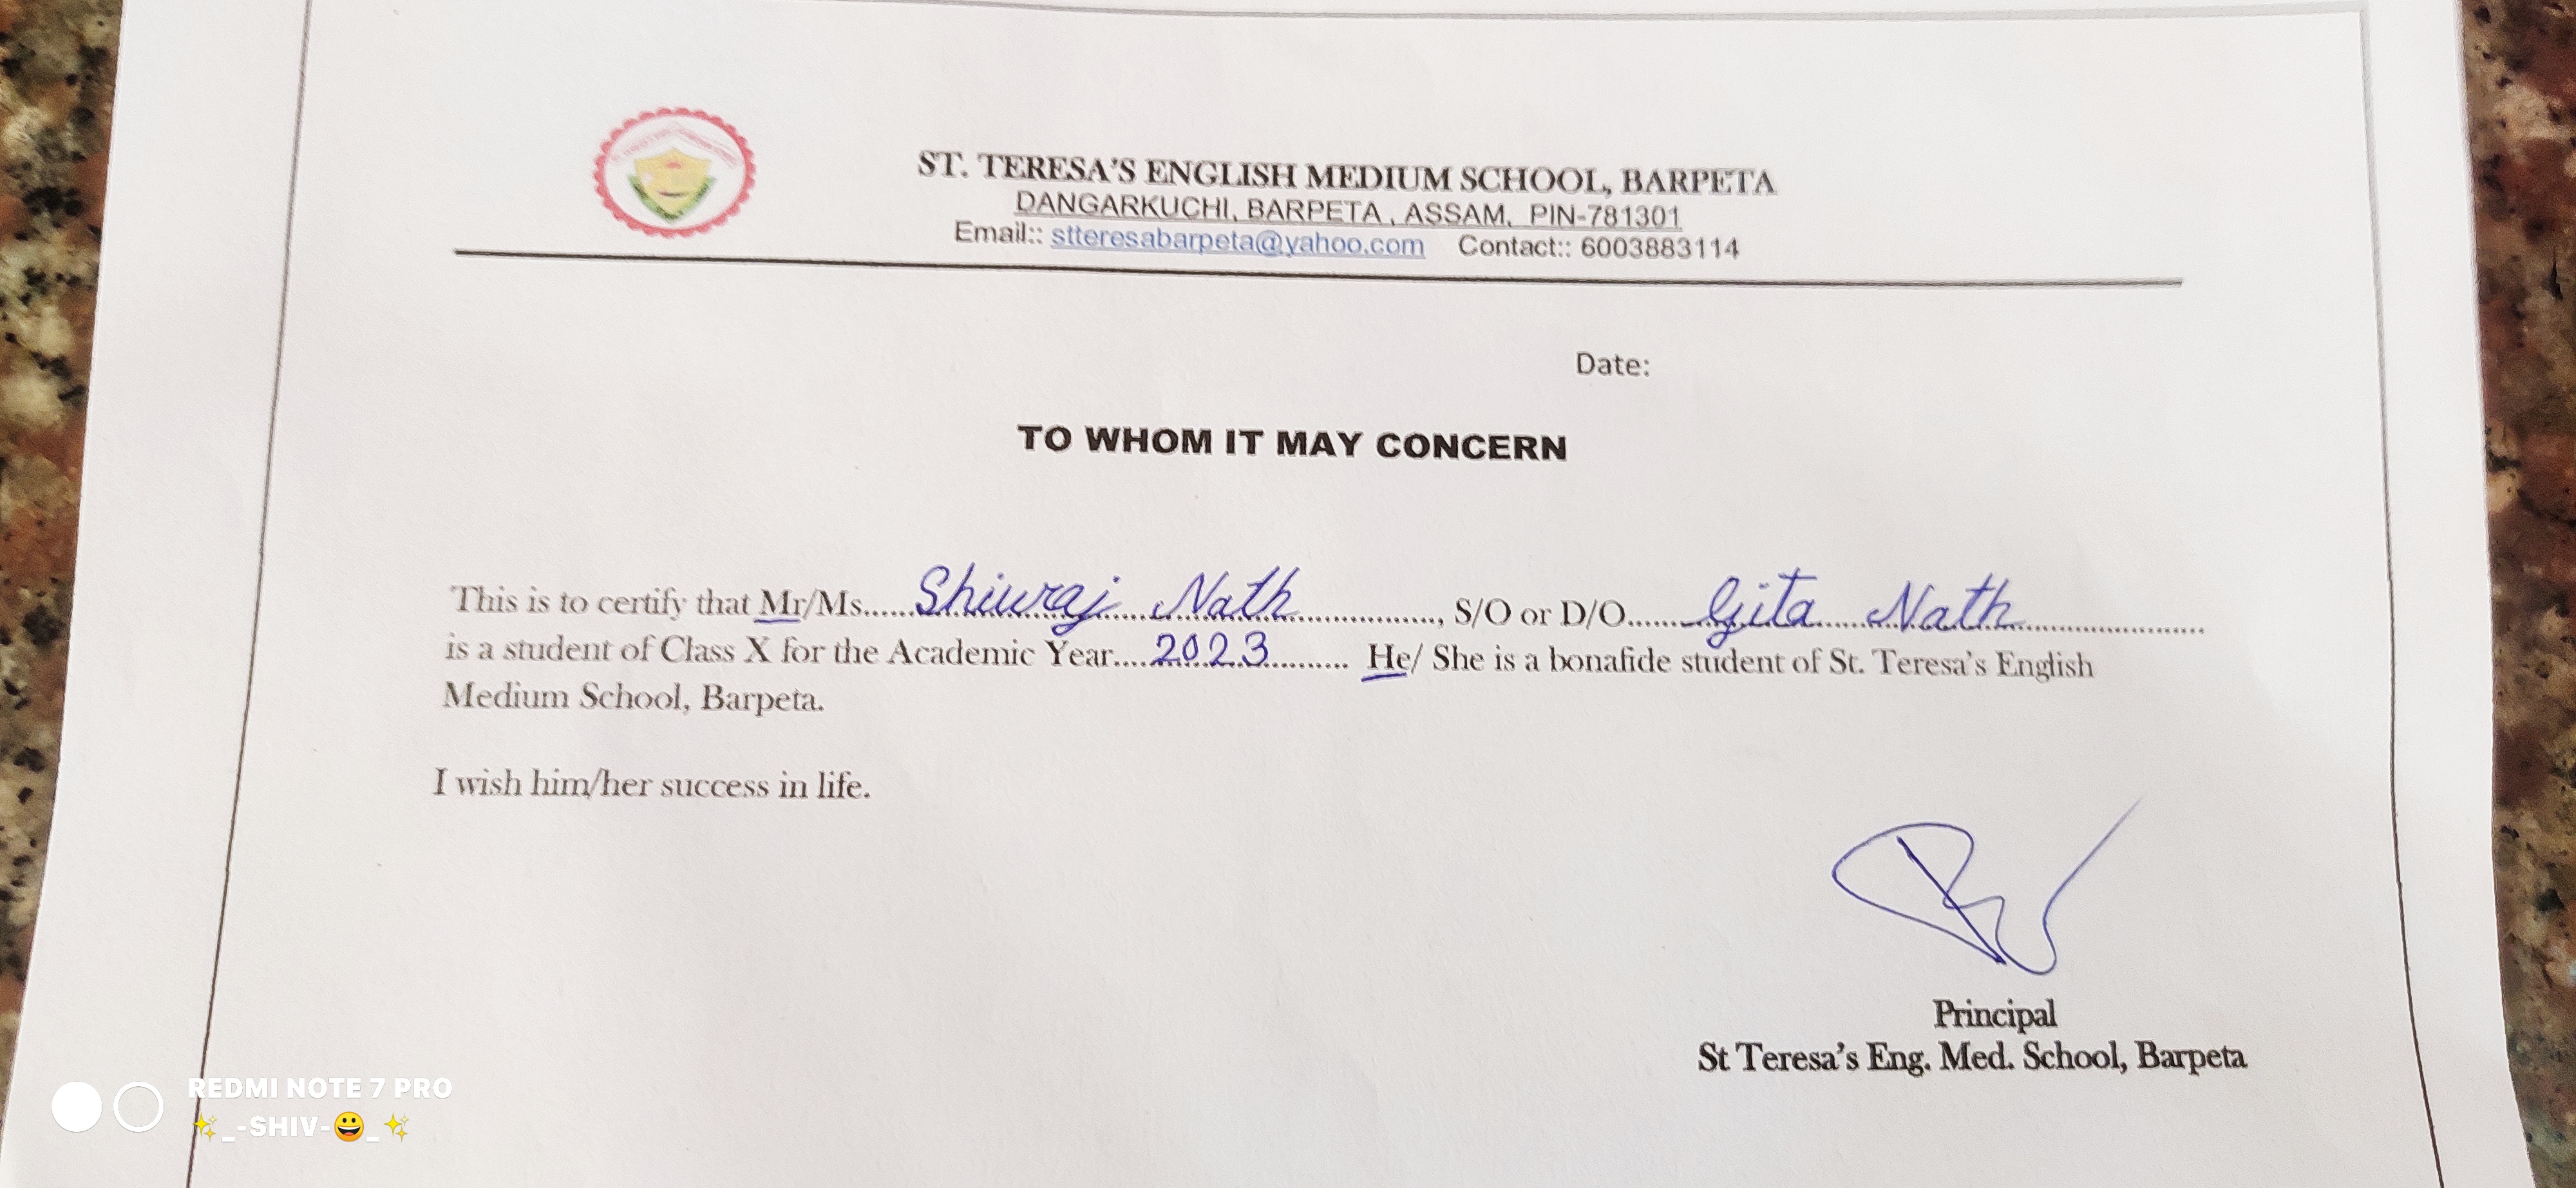 ST. TERESA'S ENGLISH MEDIUM SCHOOL, BARPETA
DANGARKUCHI, BARPETA , ASSAM, PIN-781301
Email:: stteresabarpeta@yahoo.com Contact:: 6003883114
Date:
TO WHOM IT MAY CONCERN
This is to certify that Mr/Ms......Shiuraj Nath......................, S/O or D/O......Gita Nath......................
is a student of Class X for the Academic Year....2023.......... He/ She is a bonafide student of St. Teresa's English
Medium School, Barpeta.
I wish him/her success in life.
Principal
St Teresa's Eng. Med. School, Barpeta
REDMI NOTE 7 PRO
✨_-SHIV-😀_✨